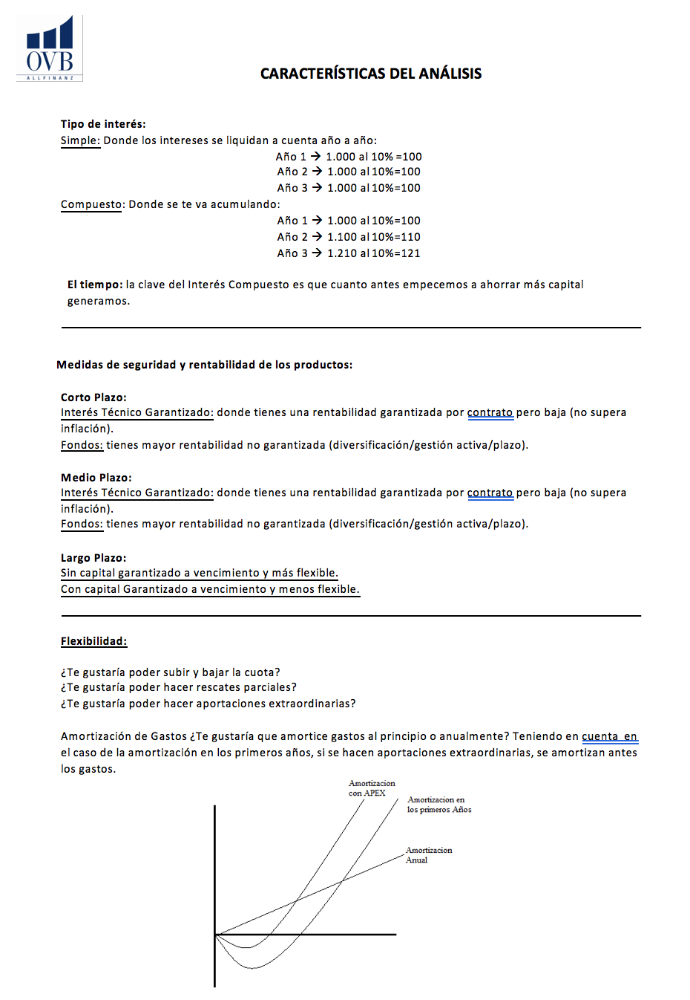 OVB
ALLFINANZ
CARACTERÍSTICAS DEL ANÁLISIS
Tipo de interés:
Simple: Donde los intereses se liquidan a cuenta año a año:
Año 1 → 1.000 al 10% =100
Año 2 → 1.000 al 10%=100
Año 3 → 1.000 al 10%=100
Compuesto: Donde se te va acumulando:
Año 1 → 1.000 al 10%=100
Año 2 → 1.100 al 10%=110
Año 3 → 1.210 al 10%=121
El tiempo: la clave del Interés Compuesto es que cuanto antes empecemos a ahorrar más capital
generamos.
Medidas de seguridad y rentabilidad de los productos:
Corto Plazo:
Interés Técnico Garantizado: donde tienes una rentabilidad garantizada por contrato pero baja (no supera
inflación).
Fondos: tienes mayor rentabilidad no garantizada (diversificación/gestión activa/plazo).
Medio Plazo:
Interés Técnico Garantizado: donde tienes una rentabilidad garantizada por contrato pero baja (no supera
inflación).
Fondos: tienes mayor rentabilidad no garantizada (diversificación/gestión activa/plazo).
Largo Plazo:
Sin capital garantizado a vencimiento y más flexible.
Con capital Garantizado a vencimiento y menos flexible.
Flexibilidad:
¿Te gustaría poder subir y bajar la cuota?
¿Te gustaría poder hacer rescates parciales?
¿Te gustaría poder hacer aportaciones extraordinarias?
Amortización de Gastos ¿Te gustaría que amortice gastos al principio o anualmente? Teniendo en cuenta en
el caso de la amortización en los primeros años, si se hacen aportaciones extraordinarias, se amortizan antes
los gastos.
Amortizacion
con APEX
Amortizacion en
los primeros Años
Amortizacion
Anual